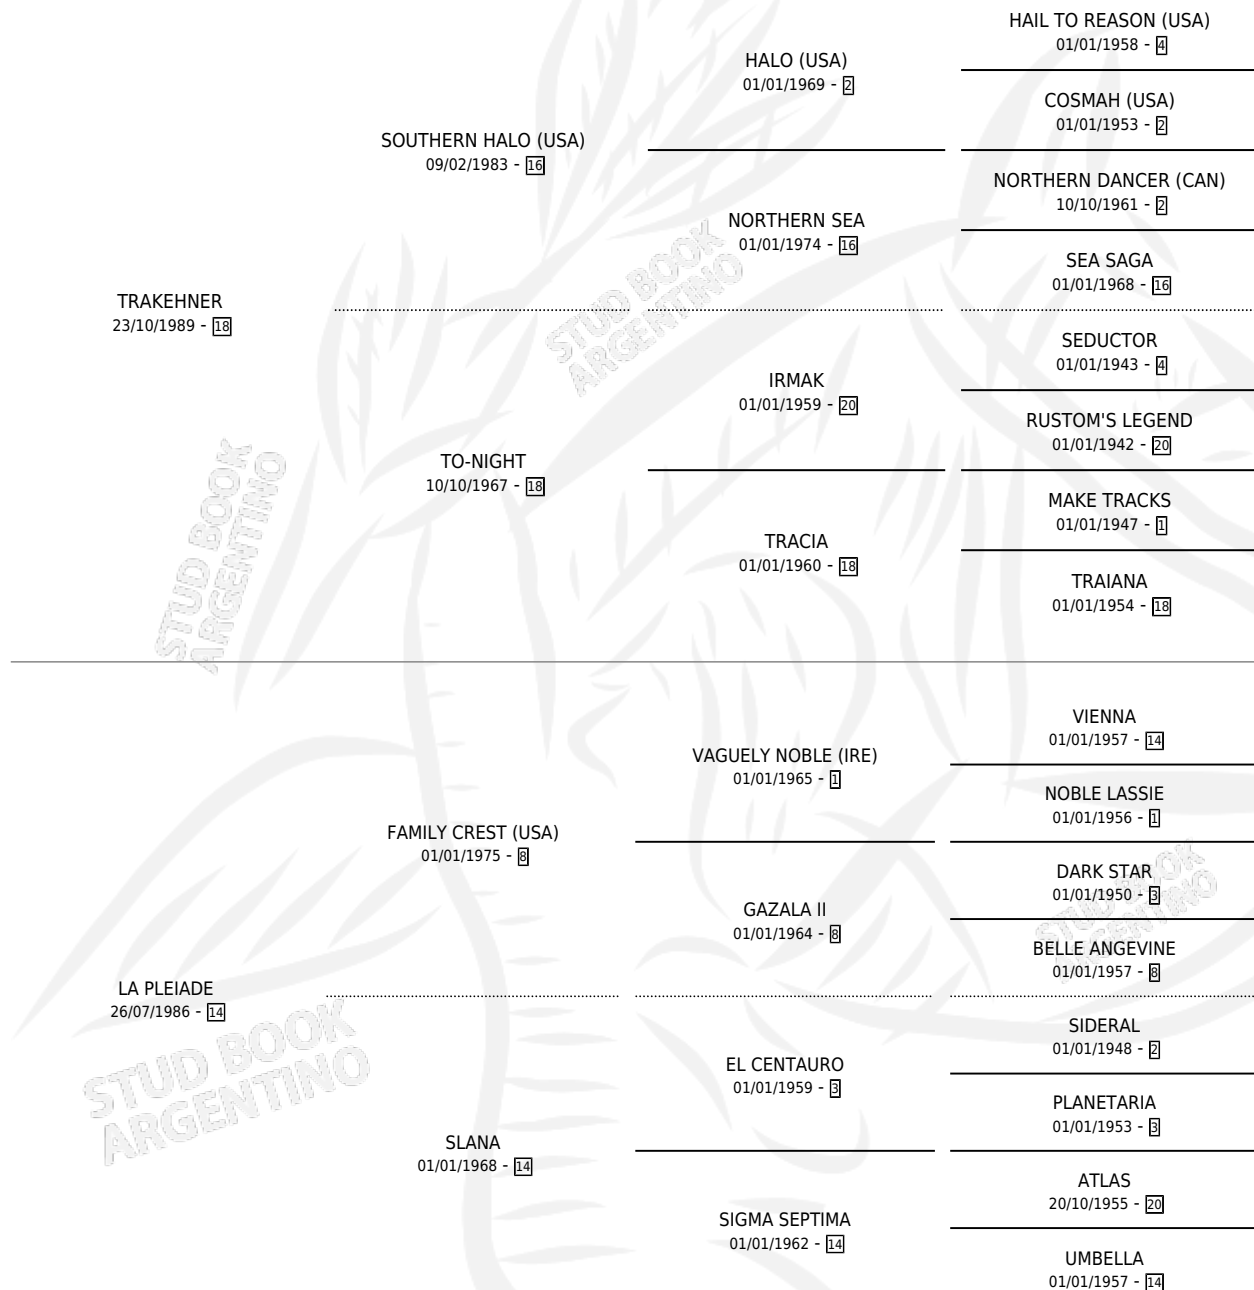 TRAKEHNER
23/10/1989 - 18
SOUTHERN HALO (USA)
09/02/1983 - 16
TO-NIGHT
10/10/1967 - 18
HALO (USA)
01/01/1969 - 2
NORTHERN SEA
01/01/1974 - 16
IRMAK
01/01/1959 - 20
TRACIA
01/01/1960 - 18
HAIL TO REASON (USA)
01/01/1958 - 4
COSMAH (USA)
01/01/1953 - 2
NORTHERN DANCER (CAN)
10/10/1961 - 2
SEA SAGA
01/01/1968 - 16
SEDUCTOR
01/01/1943 - 4
RUSTOM'S LEGEND
01/01/1942 - 20
MAKE TRACKS
01/01/1947 - 1
TRAIANA
01/01/1954 - 18
LA PLEIADE
26/07/1986 - 14
FAMILY CREST (USA)
01/01/1975 - 8
SLANA
01/01/1968 - 14
VAGUELY NOBLE (IRE)
01/01/1965 - 1
GAZALA II
01/01/1964 - 8
EL CENTAURO
01/01/1959 - 3
SIGMA SEPTIMA
01/01/1962 - 14
VIENNA
01/01/1957 - 14
NOBLE LASSIE
01/01/1956 - 1
DARK STAR
01/01/1950 - 3
BELLE ANGEVINE
01/01/1957 - 8
SIDERAL
01/01/1948 - 2
PLANETARIA
01/01/1953 - 3
ATLAS
20/10/1955 - 20
UMBELLA
01/01/1957 - 14
STUD BOOK
ARGENTINO
STUD BOOK
ARGENTINO
STUD BOOK
ARGENTINO
STUD BOOK
ARGENTINO